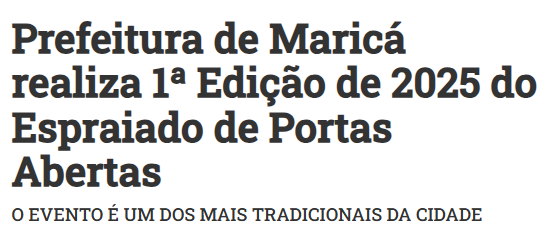 Prefeitura de Maricá
realiza 1ª Edição de 2025 do
Espraiado de Portas
Abertas
O EVENTO É UM DOS MAIS TRADICIONAIS DA CIDADE